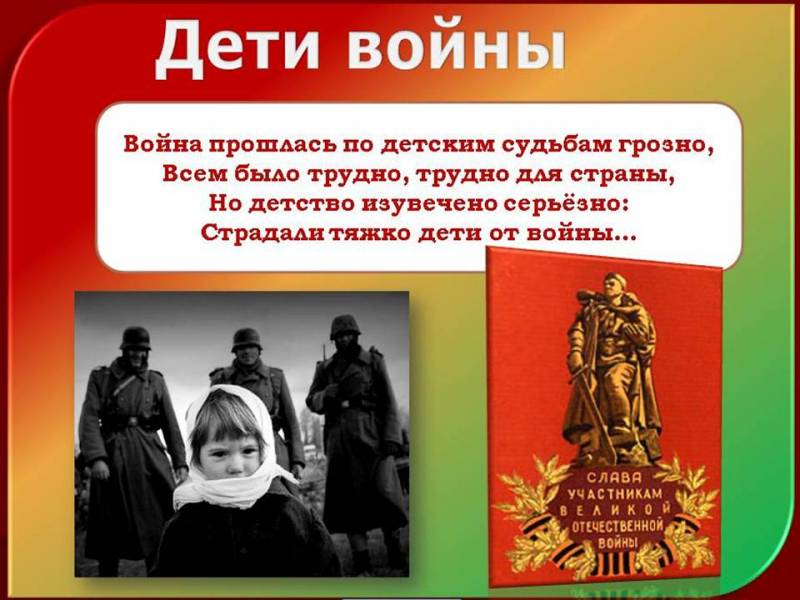 Дети войны
Война прошлась по детским судьбам грозно,
Всем было трудно, трудно для страны,
Но детство изувечено серьёзно:
Страдали тяжко дети от войны...
СЛАВА
УЧАСТНИКАМ
ВЕЛИКОЙ
ОТЕЧЕСТВЕННОЙ
ВОЙНЫ